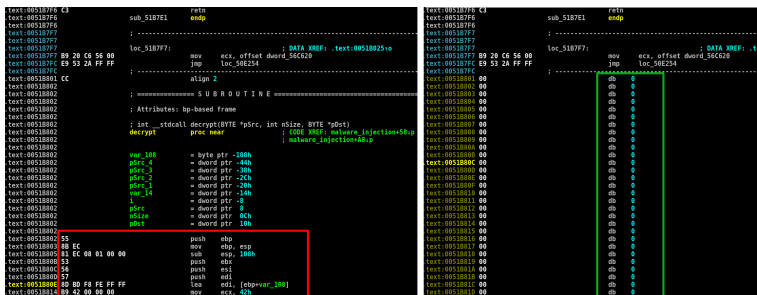 .text:0051B7F6 C3 retn
.text:0051B7F6 sub_51B7E1 endp
.text:0051B7F6
.text:0051B7F7 ; ---------------------------------------------------------------
.text:0051B7F7
.text:0051B7F7 loc_51B7F7: ; DATA XREF: .text:0051B025↑o
.text:0051B7F7 B9 20 C6 56 00 mov ecx, offset dword_56C620
.text:0051B7FC E9 53 2A FF FF jmp loc_50E254
.text:0051B7FC ; ---------------------------------------------------------------
.text:0051B801 CC align 2
.text:0051B802
.text:0051B802 ; =============== S U B R O U T I N E =======================================
.text:0051B802
.text:0051B802 ; Attributes: bp-based frame
.text:0051B802
.text:0051B802 ; int __stdcall decrypt(BYTE *pSrc, int nSize, BYTE *pDst)
.text:0051B802 decrypt proc near ; CODE XREF: malware_injection+58↓p
.text:0051B802 ; malware_injection+AB↓p
.text:0051B802
.text:0051B802 var_108 = byte ptr -108h
.text:0051B802 pSrc_4 = dword ptr -44h
.text:0051B802 pSrc_3 = dword ptr -38h
.text:0051B802 pSrc_2 = dword ptr -2Ch
.text:0051B802 pSrc_1 = dword ptr -20h
.text:0051B802 var_14 = dword ptr -14h
.text:0051B802 i = dword ptr -8
.text:0051B802 pSrc = dword ptr 8
.text:0051B802 nSize = dword ptr 0Ch
.text:0051B802 pDst = dword ptr 10h
.text:0051B802
.text:0051B802 55 push ebp
.text:0051B803 8B EC mov ebp, esp
.text:0051B805 81 EC 08 01 00 00 sub esp, 108h
.text:0051B80B 53 push ebx
.text:0051B80C 56 push esi
.text:0051B80D 57 push edi
.text:0051B80E 8D BD F8 FE FF FF lea edi, [ebp+var_108]
.text:0051B814 B9 42 00 00 00 mov ecx, 42h
.text:0051B7F6 C3 retn
.text:0051B7F6 sub_51B7E1 endp
.text:0051B7F6
.text:0051B7F7 ; ---------------------------------------------------------------
.text:0051B7F7
.text:0051B7F7 loc_51B7F7: ; DATA XREF: .t
.text:0051B7F7 B9 20 C6 56 00 mov ecx, offset dword_56C620
.text:0051B7FC E9 53 2A FF FF jmp loc_50E254
.text:0051B7FC ; ---------------------------------------------------------------
.text:0051B801 00 db 0
.text:0051B802 00 db 0
.text:0051B803 00 db 0
.text:0051B804 00 db 0
.text:0051B805 00 db 0
.text:0051B806 00 db 0
.text:0051B807 00 db 0
.text:0051B808 00 db 0
.text:0051B809 00 db 0
.text:0051B80A 00 db 0
.text:0051B80B 00 db 0
.text:0051B80C 00 db 0
.text:0051B80D 00 db 0
.text:0051B80E 00 db 0
.text:0051B80F 00 db 0
.text:0051B810 00 db 0
.text:0051B811 00 db 0
.text:0051B812 00 db 0
.text:0051B813 00 db 0
.text:0051B814 00 db 0
.text:0051B815 00 db 0
.text:0051B816 00 db 0
.text:0051B817 00 db 0
.text:0051B818 00 db 0
.text:0051B819 00 db 0
.text:0051B81A 00 db 0
.text:0051B81B 00 db 0
.text:0051B81C 00 db 0
.text:0051B81D 00 db 0